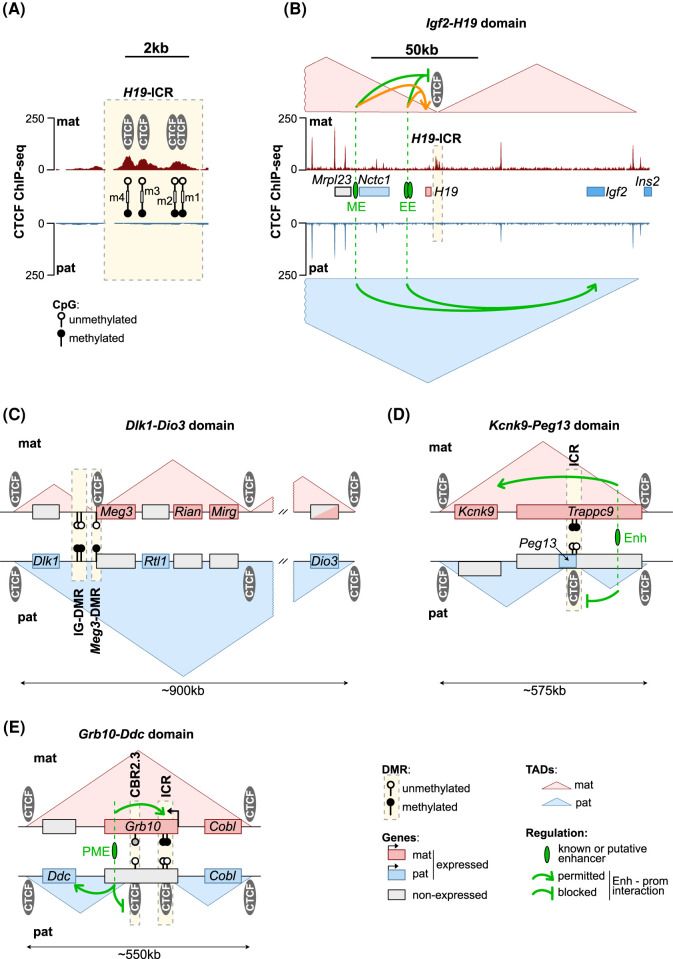 (A)
2kb
H19-ICR
CTCF CTCF CTCF CTCF
CTCF ChIP-seq
250
mat
0
m4 m3 m2 m1
0
250
pat
CpG:
unmethylated
methylated
(B)
Igf2-H19 domain
50kb
CTCF
CTCF ChIP-seq
250
mat
H19-ICR
0
Mrpl23 Nctc1 H19 Igf2 Ins2
ME EE
0
250
pat
(C)
Dlk1-Dio3 domain
mat
CTCF CTCF CTCF CTCF
Meg3 Rian Mirg
//
Dlk1 Rtl1 Dio3
//
CTCF CTCF CTCF
pat
IG-DMR
Meg3-DMR
~900kb
(D)
Kcnk9-Peg13 domain
mat
ICR
CTCF CTCF
Kcnk9 Trappc9
Enh
Peg13
CTCF CTCF CTCF
pat
~575kb
(E)
Grb10-Ddc domain
mat
CBR2.3
ICR
CTCF CTCF
Grb10 Cobl
PME
Ddc Cobl
CTCF CTCF CTCF CTCF
pat
~550kb
DMR:
unmethylated
methylated
Genes:
mat
pat
expressed
non-expressed
TADs:
mat
pat
Regulation:
known or putative
enhancer
permitted
blocked
Enh - prom
interaction